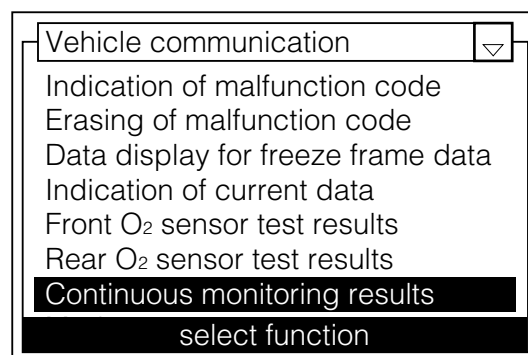 Vehicle communication
Indication of malfunction code
Erasing of malfunction code
Data display for freeze frame data
Indication of current data
Front O₂ sensor test results
Rear O₂ sensor test results
Continuous monitoring results
select function